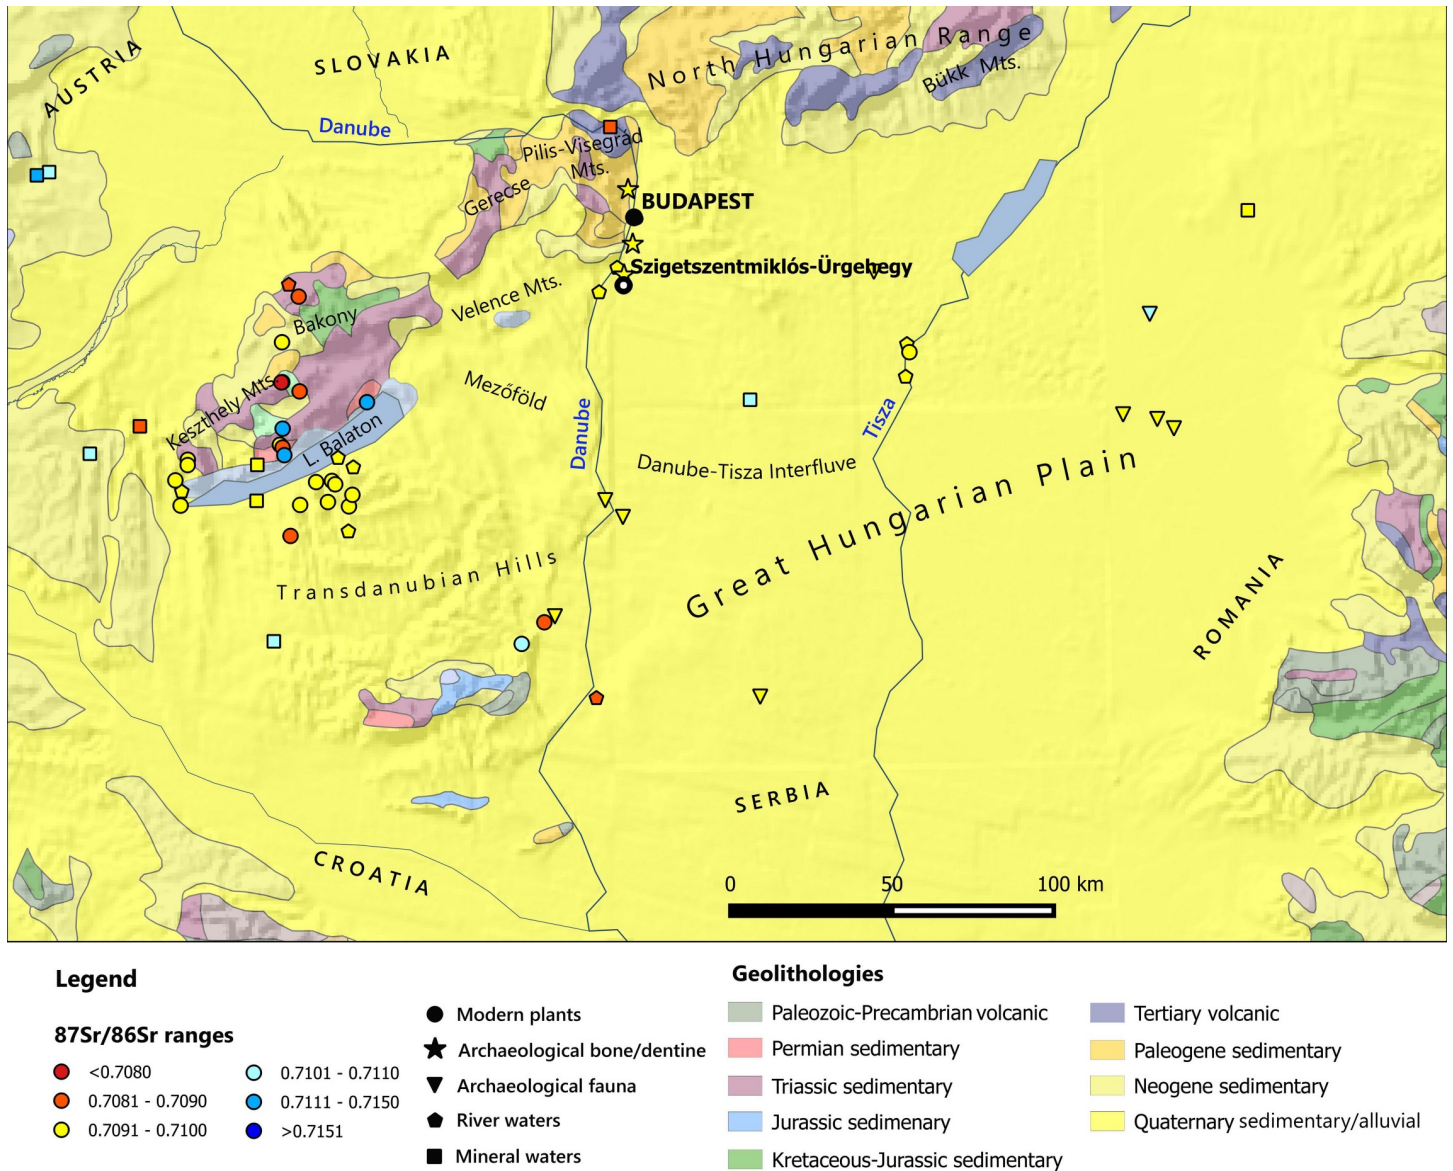 AUSTRIA
SLOVAKIA
North Hungarian Range
Bükk Mts.
Danube
Pilis-Visegrád
Mts.
Gerecse
BUDAPEST
Szigetszentmiklós-Ürgehegy
Velence Mts.
Bakony
Keszthely Mts.
Mezőföld
L. Balaton
Danube
Tisza
Danube-Tisza Interfluve
Great Hungarian Plain
Transdanubian Hills
ROMANIA
SERBIA
CROATIA
0 50 100 km
Legend
87Sr/86Sr ranges
<0.7080
0.7081 - 0.7090
0.7091 - 0.7100
0.7101 - 0.7110
0.7111 - 0.7150
>0.7151
Modern plants
Archaeological bone/dentine
Archaeological fauna
River waters
Mineral waters
Geolithologies
Paleozoic-Precambrian volcanic
Permian sedimentary
Triassic sedimentary
Jurassic sedimenary
Kretaceous-Jurassic sedimentary
Tertiary volcanic
Paleogene sedimentary
Neogene sedimentary
Quaternary sedimentary/alluvial